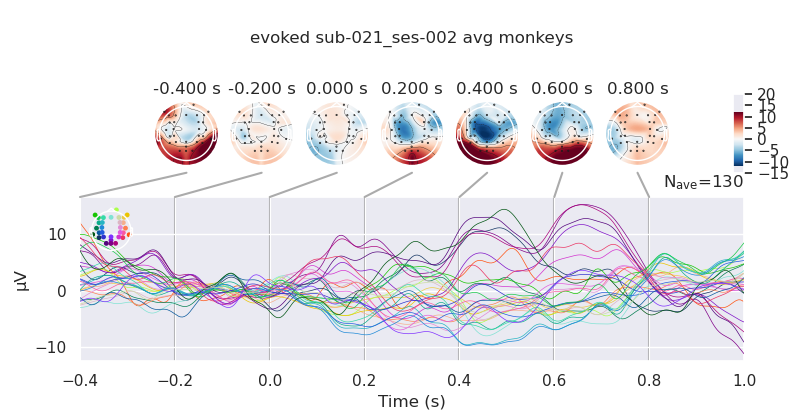 evoked sub-021_ses-002 avg monkeys
-0.400 s -0.200 s 0.000 s 0.200 s 0.400 s 0.600 s 0.800 s
20
15
10
5
0
−5
−10
−15
Nave=130
µV
10
0
−10
−0.4 −0.2 0.0 0.2 0.4 0.6 0.8 1.0
Time (s)